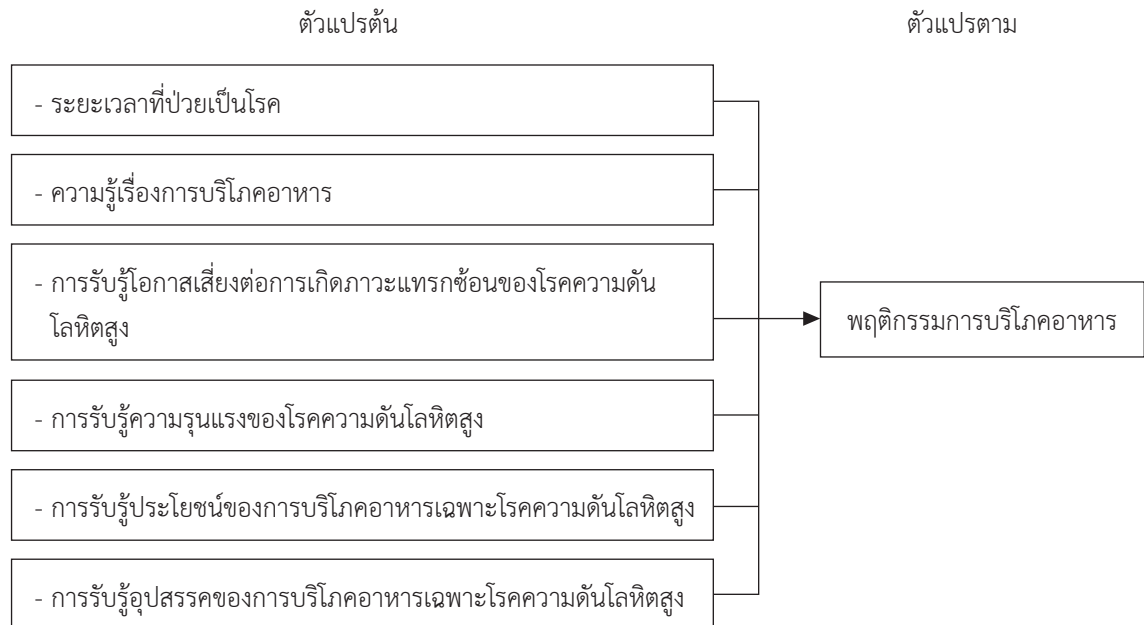 ตัวแปรต้น
ตัวแปรตาม
- ระยะเวลาที่ป่วยเป็นโรค
- ความรู้เรื่องการบริโภคอาหาร
- การรับรู้โอกาสเสี่ยงต่อการเกิดภาวะแทรกซ้อนของโรคความดัน
โลหิตสูง
- การรับรู้ความรุนแรงของโรคความดันโลหิตสูง
- การรับรู้ประโยชน์ของการบริโภคอาหารเฉพาะโรคความดันโลหิตสูง
- การรับรู้อุปสรรคของการบริโภคอาหารเฉพาะโรคความดันโลหิตสูง
พฤติกรรมการบริโภคอาหาร